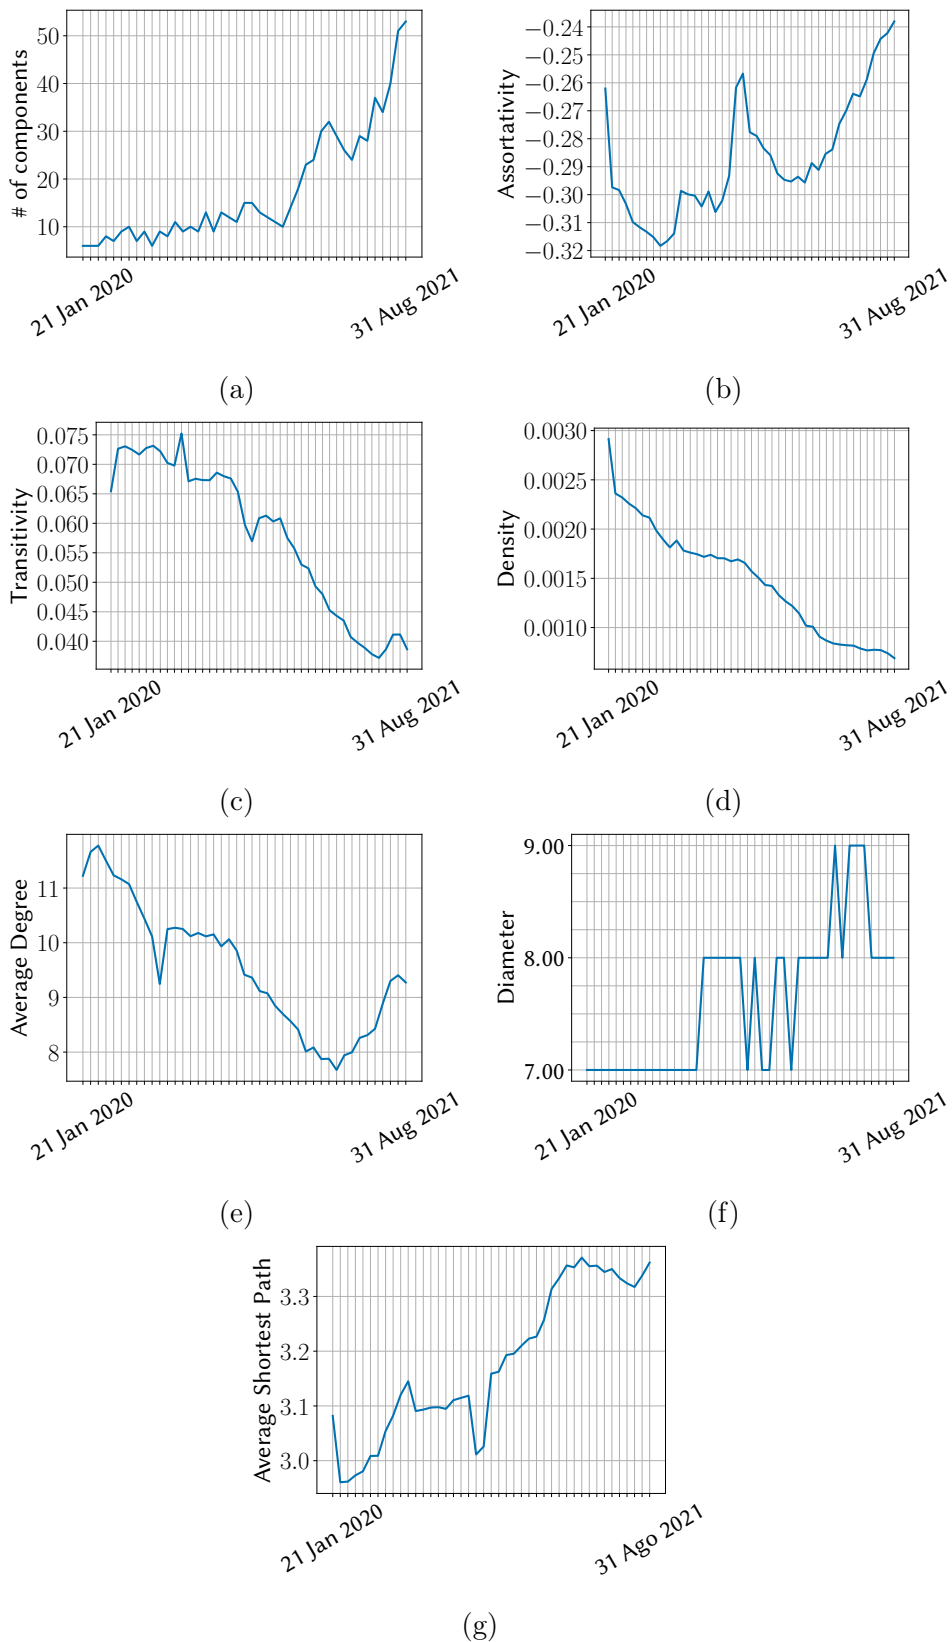 # of components
50
40
30
20
10
21 Jan 2020
31 Aug 2021
(a)
Assortativity
−0.24
−0.25
−0.26
−0.27
−0.28
−0.29
−0.30
−0.31
−0.32
21 Jan 2020
31 Aug 2021
(b)
Transitivity
0.075
0.070
0.065
0.060
0.055
0.050
0.045
0.040
21 Jan 2020
31 Aug 2021
(c)
Density
0.0030
0.0025
0.0020
0.0015
0.0010
21 Jan 2020
31 Aug 2021
(d)
Average Degree
11
10
9
8
21 Jan 2020
31 Aug 2021
(e)
Diameter
9.00
8.00
7.00
21 Jan 2020
31 Aug 2021
(f)
Average Shortest Path
3.3
3.2
3.1
3.0
21 Jan 2020
31 Ago 2021
(g)